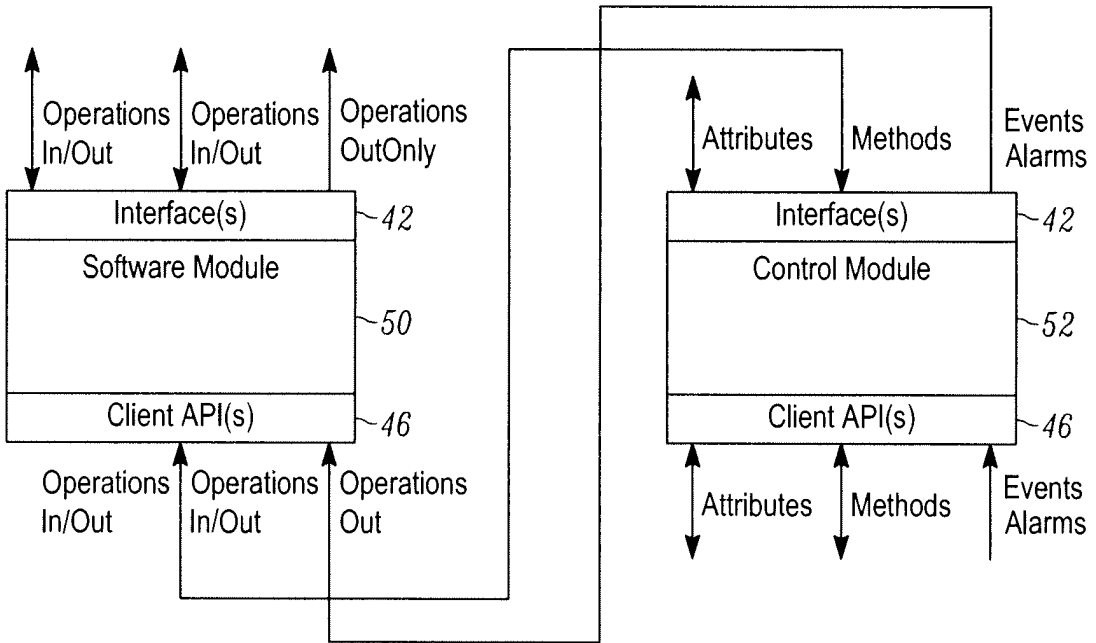 Operations
In/Out
Operations
In/Out
Operations
OutOnly
Interface(s)
42
Software Module
50
Client API(s)
46
Operations
In/Out
Operations
In/Out
Operations
Out
Attributes
Methods
Events
Alarms
Interface(s)
42
Control Module
52
Client API(s)
46
Attributes
Methods
Events
Alarms